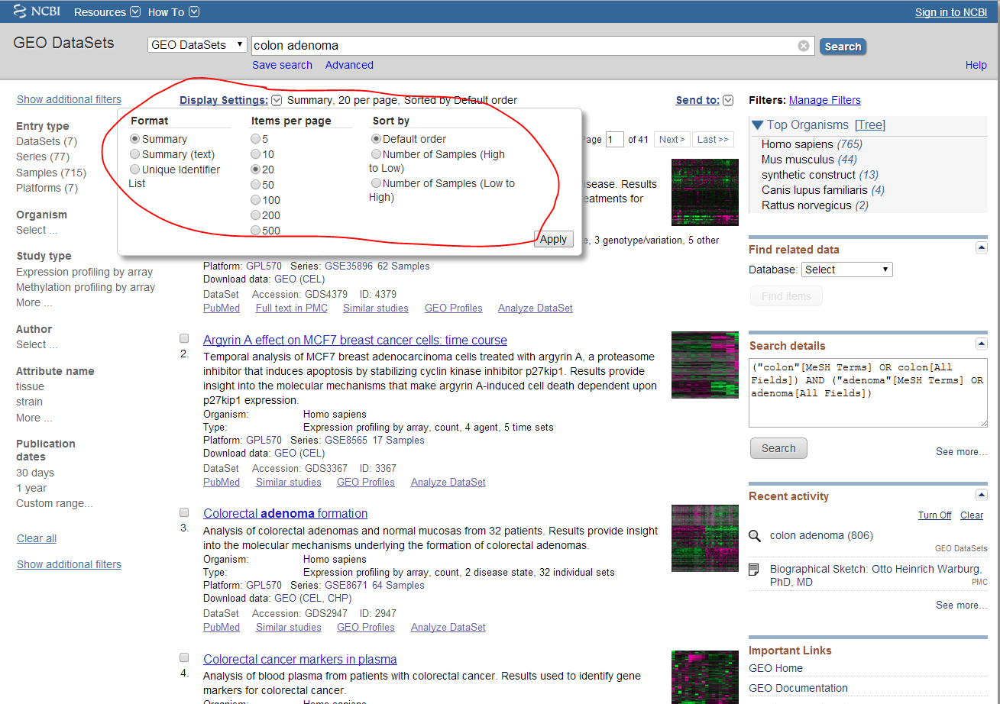 NCBI Resources How To Sign in to NCBI
GEO DataSets
GEO DataSets colon adenoma Search
Save search Advanced Help
Show additional filters
Entry type
DataSets (7)
Series (77)
Samples (715)
Platforms (7)
Organism
Select ...
Study type
Expression profiling by array
Methylation profiling by array
More ...
Author
Select ...
Attribute name
tissue
strain
More ...
Publication
dates
30 days
1 year
Custom range...
Clear all
Show additional filters
Display Settings: Summary, 20 per page, Sorted by Default order
Send to:
Format
Summary
Summary (text)
Unique Identifier
List
Items per page
5
10
20
50
100
200
500
Sort by
Default order
Number of Samples (High
to Low)
Number of Samples (Low to
High)
Apply
age 1 of 41 Next > Last >>
isease. Results
eatments for
e, 3 genotype/variation, 5 other
Platform: GPL570 Series: GSE35896 62 Samples
Download data: GEO (CEL)
DataSet Accession: GDS4379 ID: 4379
PubMed Full text in PMC Similar studies GEO Profiles Analyze DataSet
Argyrin A effect on MCF7 breast cancer cells: time course
2.
Temporal analysis of MCF7 breast adenocarcinoma cells treated with argyrin A, a proteasome
inhibitor that induces apoptosis by stabilizing cyclin kinase inhibitor p27kip1. Results provide
insight into the molecular mechanisms that make argyrin A-induced cell death dependent upon
p27kip1 expression.
Organism: Homo sapiens
Type: Expression profiling by array, count, 4 agent, 5 time sets
Platform: GPL570 Series: GSE8565 17 Samples
Download data: GEO (CEL)
DataSet Accession: GDS3367 ID: 3367
PubMed Similar studies GEO Profiles Analyze DataSet
Colorectal adenoma formation
3.
Analysis of colorectal adenomas and normal mucosas from 32 patients. Results provide insight
into the molecular mechanisms underlying the formation of colorectal adenomas.
Organism: Homo sapiens
Type: Expression profiling by array, count, 2 disease state, 32 individual sets
Platform: GPL570 Series: GSE8671 64 Samples
Download data: GEO (CEL, CHP)
DataSet Accession: GDS2947 ID: 2947
PubMed Similar studies GEO Profiles Analyze DataSet
Colorectal cancer markers in plasma
4.
Analysis of blood plasma from patients with colorectal cancer. Results used to identify gene
markers for colorectal cancer.
Organism: Homo sapiens
Filters: Manage Filters
Top Organisms [Tree]
Homo sapiens (765)
Mus musculus (44)
synthetic construct (13)
Canis lupus familiaris (4)
Rattus norvegicus (2)
Find related data
Database: Select
Find items
Search details
("colon"[MeSH Terms] OR colon[All
Fields]) AND ("adenoma"[MeSH Terms] OR
adenoma[All Fields])
Search
See more...
Recent activity
Turn Off Clear
colon adenoma (806)
GEO DataSets
Biographical Sketch: Otto Heinrich Warburg,
PhD, MD
PMC
See more...
Important Links
GEO Home
GEO Documentation